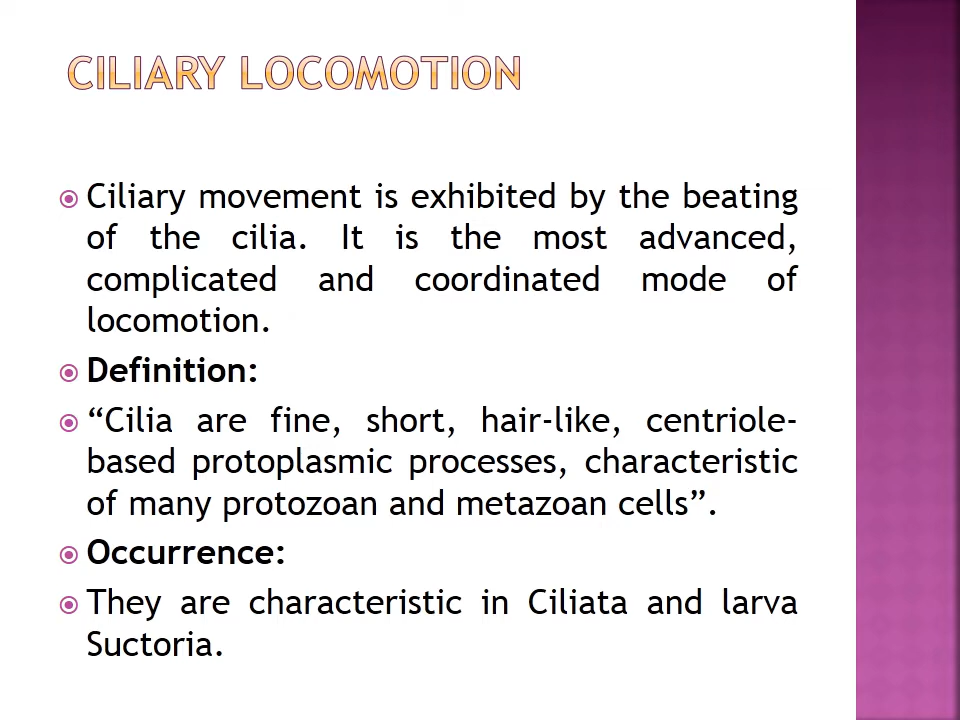 CILIARY LOCOMOTION
Ciliary movement is exhibited by the beating
of the cilia. It is the most advanced,
complicated and coordinated mode of
locomotion.
Definition:
“Cilia are fine, short, hair-like, centriole-
based protoplasmic processes, characteristic
of many protozoan and metazoan cells”.
Occurrence:
They are characteristic in Ciliata and larva
Suctoria.